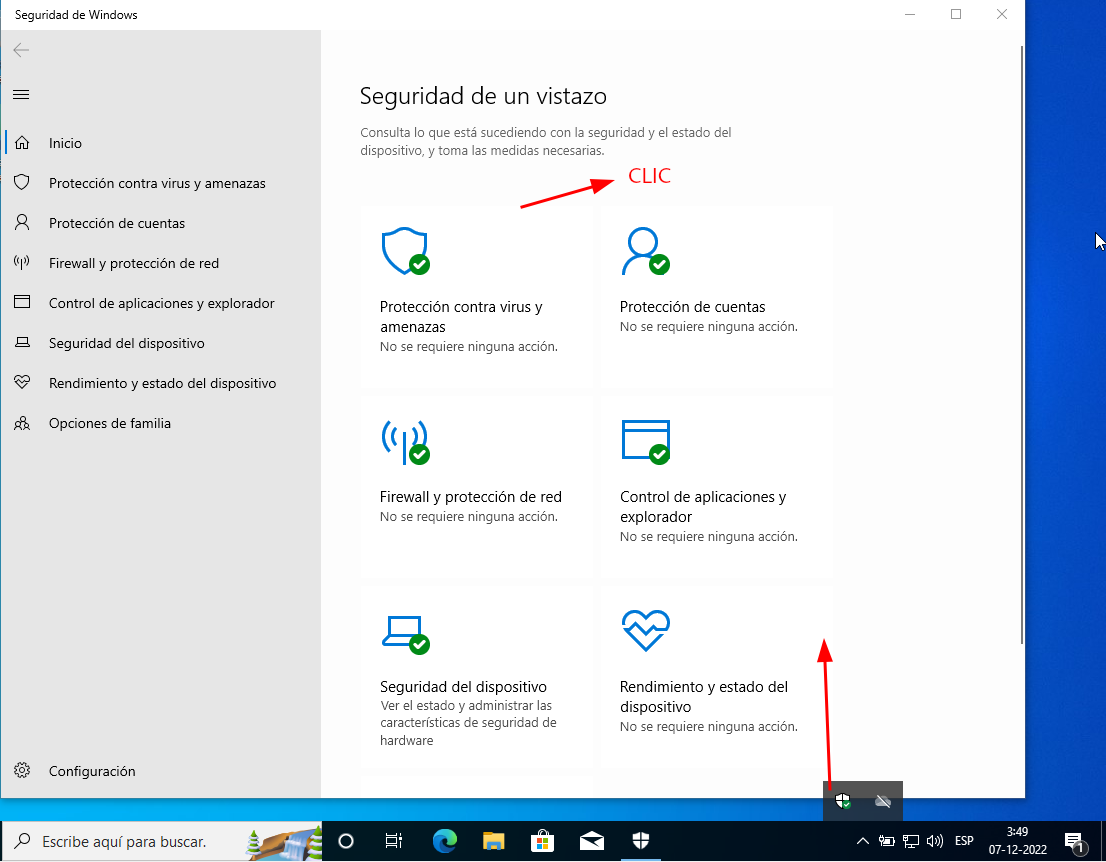 Seguridad de Windows
Inicio
Protección contra virus y amenazas
Protección de cuentas
Firewall y protección de red
Control de aplicaciones y explorador
Seguridad del dispositivo
Rendimiento y estado del dispositivo
Opciones de familia
Configuración
Seguridad de un vistazo
Consulta lo que está sucediendo con la seguridad y el estado del
dispositivo, y toma las medidas necesarias.
CLIC
Protección contra virus y
amenazas
No se requiere ninguna acción.
Protección de cuentas
No se requiere ninguna acción.
Firewall y protección de red
No se requiere ninguna acción.
Control de aplicaciones y
explorador
No se requiere ninguna acción.
Seguridad del dispositivo
Ver el estado y administrar las
características de seguridad de
hardware
Rendimiento y estado del
dispositivo
No se requiere ninguna acción.
Escribe aquí para buscar.
ESP
3:49
07-12-2022
1